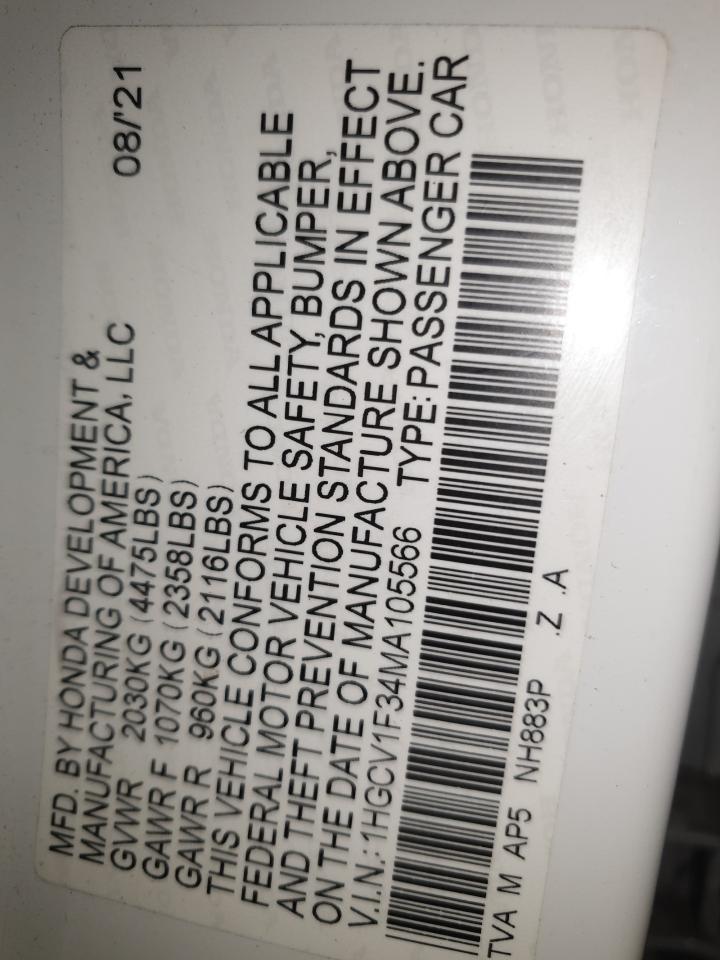 MFD. BY HONDA DEVELOPMENT &
MANUFACTURING OF AMERICA, LLC 08/'21
GVWR 2030KG (4475LBS)
GAWR F 1070KG (2358LBS)
GAWR R 960KG (2116LBS)
THIS VEHICLE CONFORMS TO ALL APPLICABLE
FEDERAL MOTOR VEHICLE SAFETY, BUMPER,
AND THEFT PREVENTION STANDARDS IN EFFECT
ON THE DATE OF MANUFACTURE SHOWN ABOVE.
V.I.N.: 1HGCV1F34MA105566 TYPE: PASSENGER CAR
TVA M AP5 NH883P .Z .A